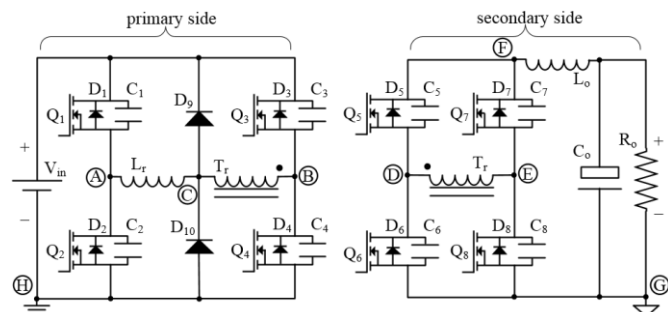 primary side
secondary side
F
D₁ C₁
D₃ C₃
D₅ C₅
D₇ C₇
Lₒ
D₉
Q₁
Q₃
Q₅
Q₇
+
Vᵢₙ
−
A
Lᵣ
C
Tᵣ
B
D
Tᵣ
E
Cₒ
+
Rₒ
−
D₂ C₂
D₁₀
D₄ C₄
D₆ C₆
D₈ C₈
Q₂
Q₄
Q₆
Q₈
H
G